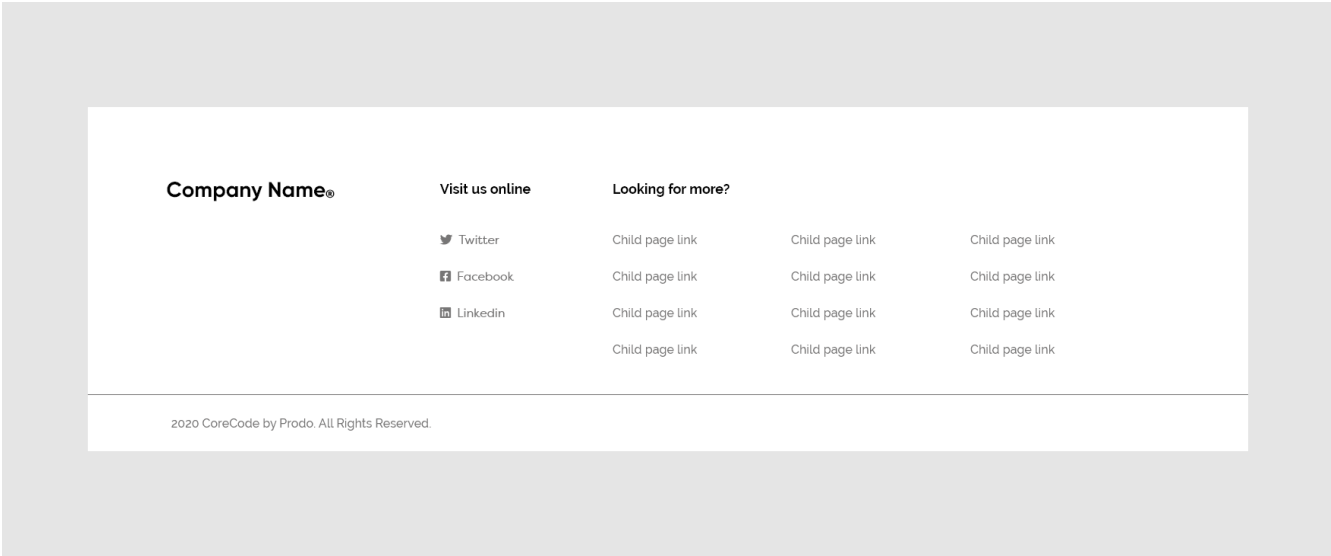 Company Name®
Visit us online
Twitter
Facebook
Linkedin
Looking for more?
Child page link Child page link Child page link
Child page link Child page link Child page link
Child page link Child page link Child page link
Child page link Child page link Child page link
2020 CoreCode by Prodo. All Rights Reserved.